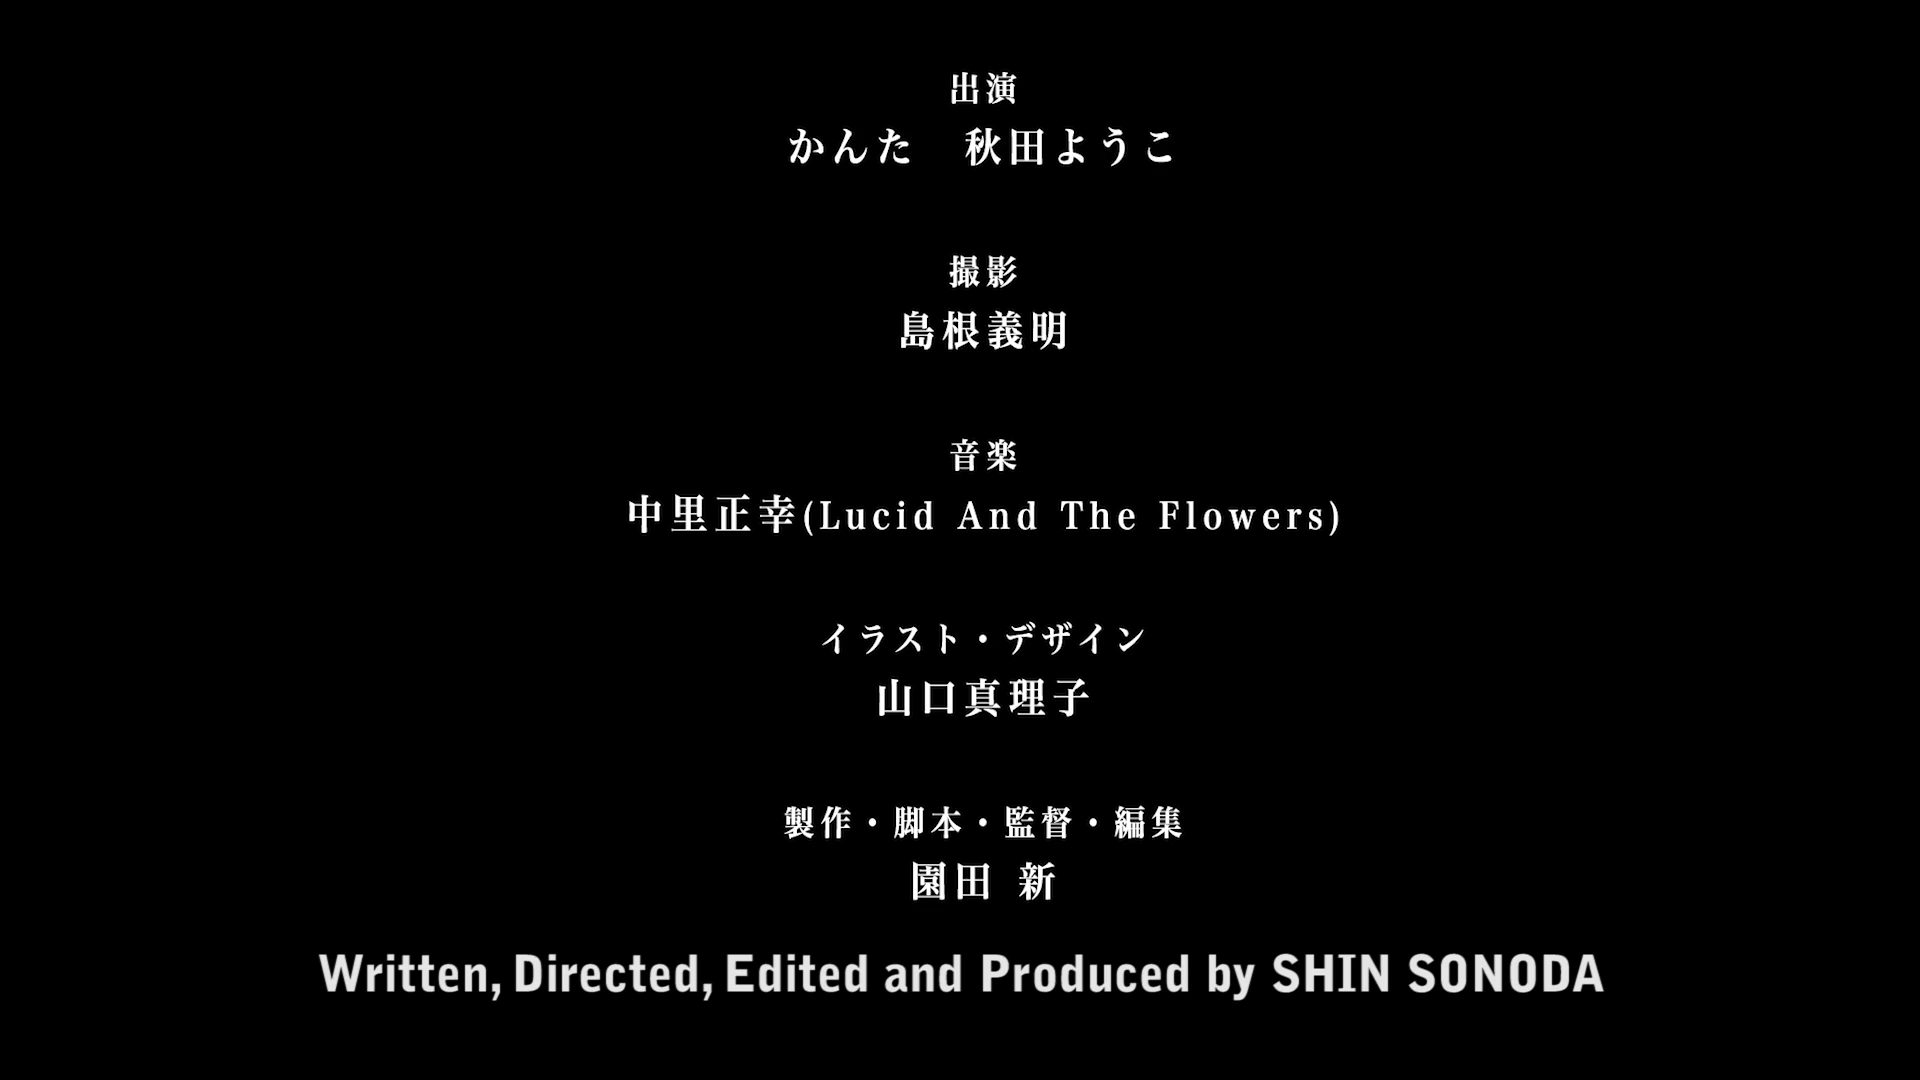 出演
かんた　秋田ようこ
撮影
島根義明
音楽
中里正幸(Lucid And The Flowers)
イラスト・デザイン
山口真理子
製作・脚本・監督・編集
園田 新
Written, Directed, Edited and Produced by SHIN SONODA